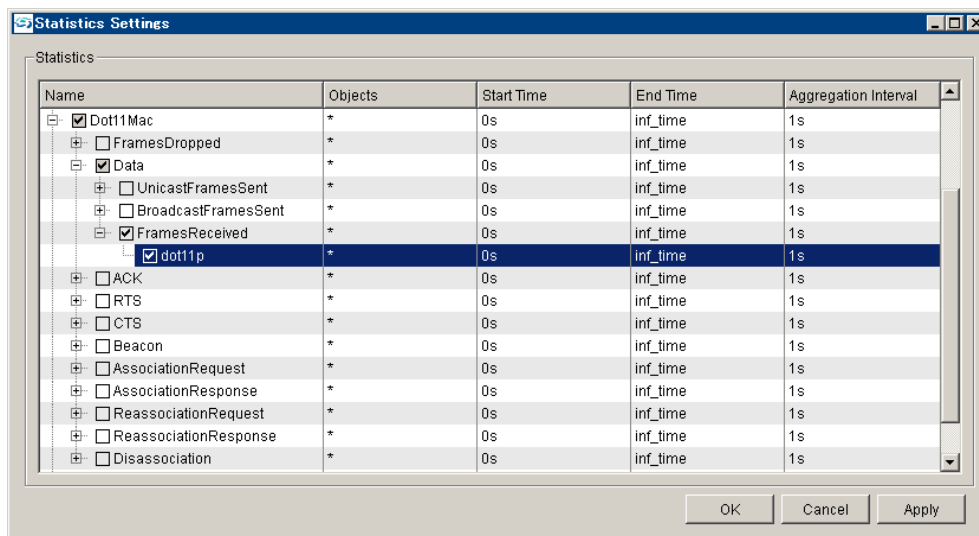 Statistics Settings
Statistics
Name Objects Start Time End Time Aggregation Interval
Dot11Mac * 0s inf_time 1s
FramesDropped * 0s inf_time 1s
Data * 0s inf_time 1s
UnicastFramesSent * 0s inf_time 1s
BroadcastFramesSent * 0s inf_time 1s
FramesReceived * 0s inf_time 1s
dot11p * 0s inf_time 1s
ACK * 0s inf_time 1s
RTS * 0s inf_time 1s
CTS * 0s inf_time 1s
Beacon * 0s inf_time 1s
AssociationRequest * 0s inf_time 1s
AssociationResponse * 0s inf_time 1s
ReassociationRequest * 0s inf_time 1s
ReassociationResponse * 0s inf_time 1s
Disassociation * 0s inf_time 1s
OK Cancel Apply